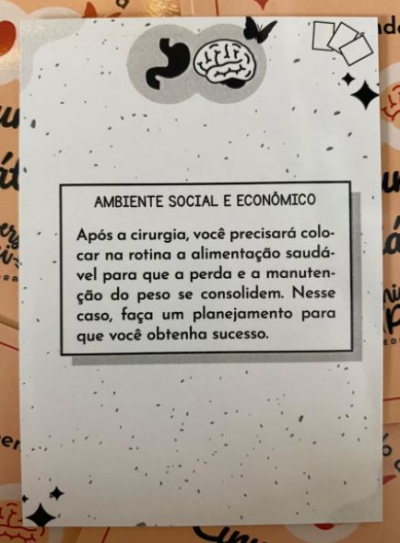 AMBIENTE SOCIAL E ECONÔMICO
Após a cirurgia, você precisará colo-
car na rotina a alimentação saudá-
vel para que a perda e a manuten-
ção do peso se consolidem. Nesse
caso, faça um planejamento para
que você obtenha sucesso.